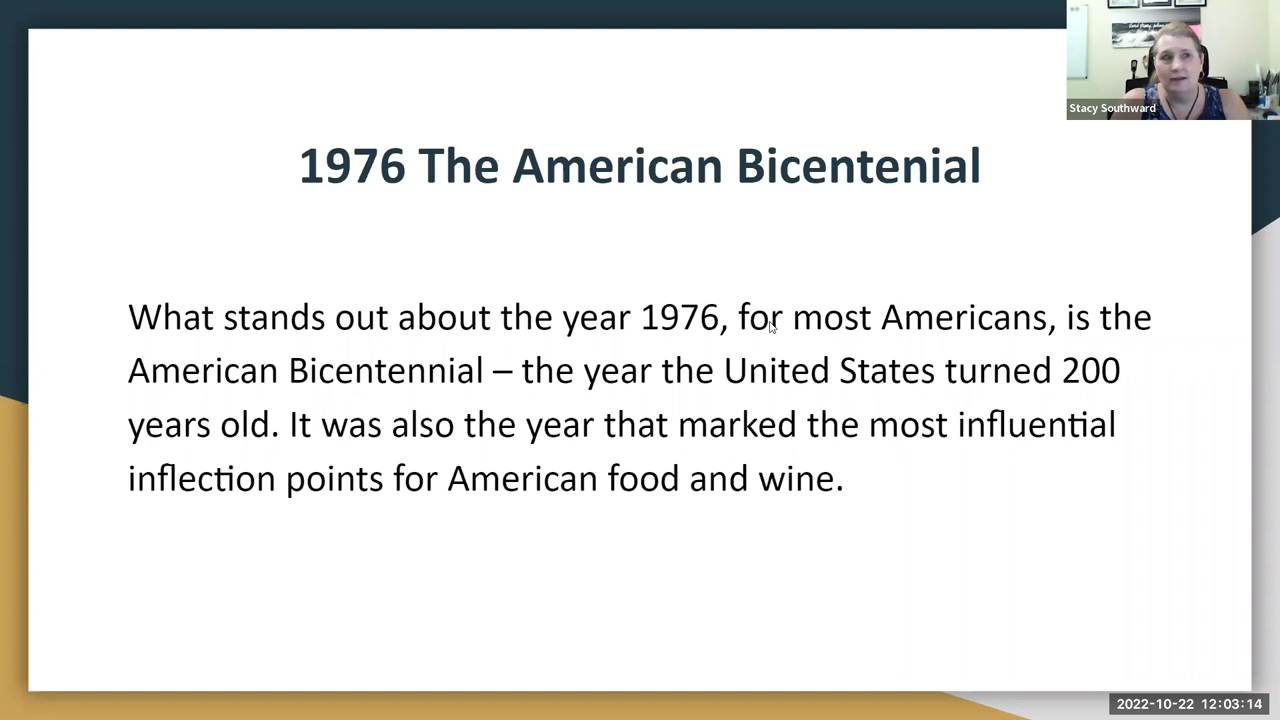 Stacy Southward
1976 The American Bicentenial
What stands out about the year 1976, for most Americans, is the
American Bicentennial – the year the United States turned 200
years old. It was also the year that marked the most influential
inflection points for American food and wine.
2022-10-22 12:03:14